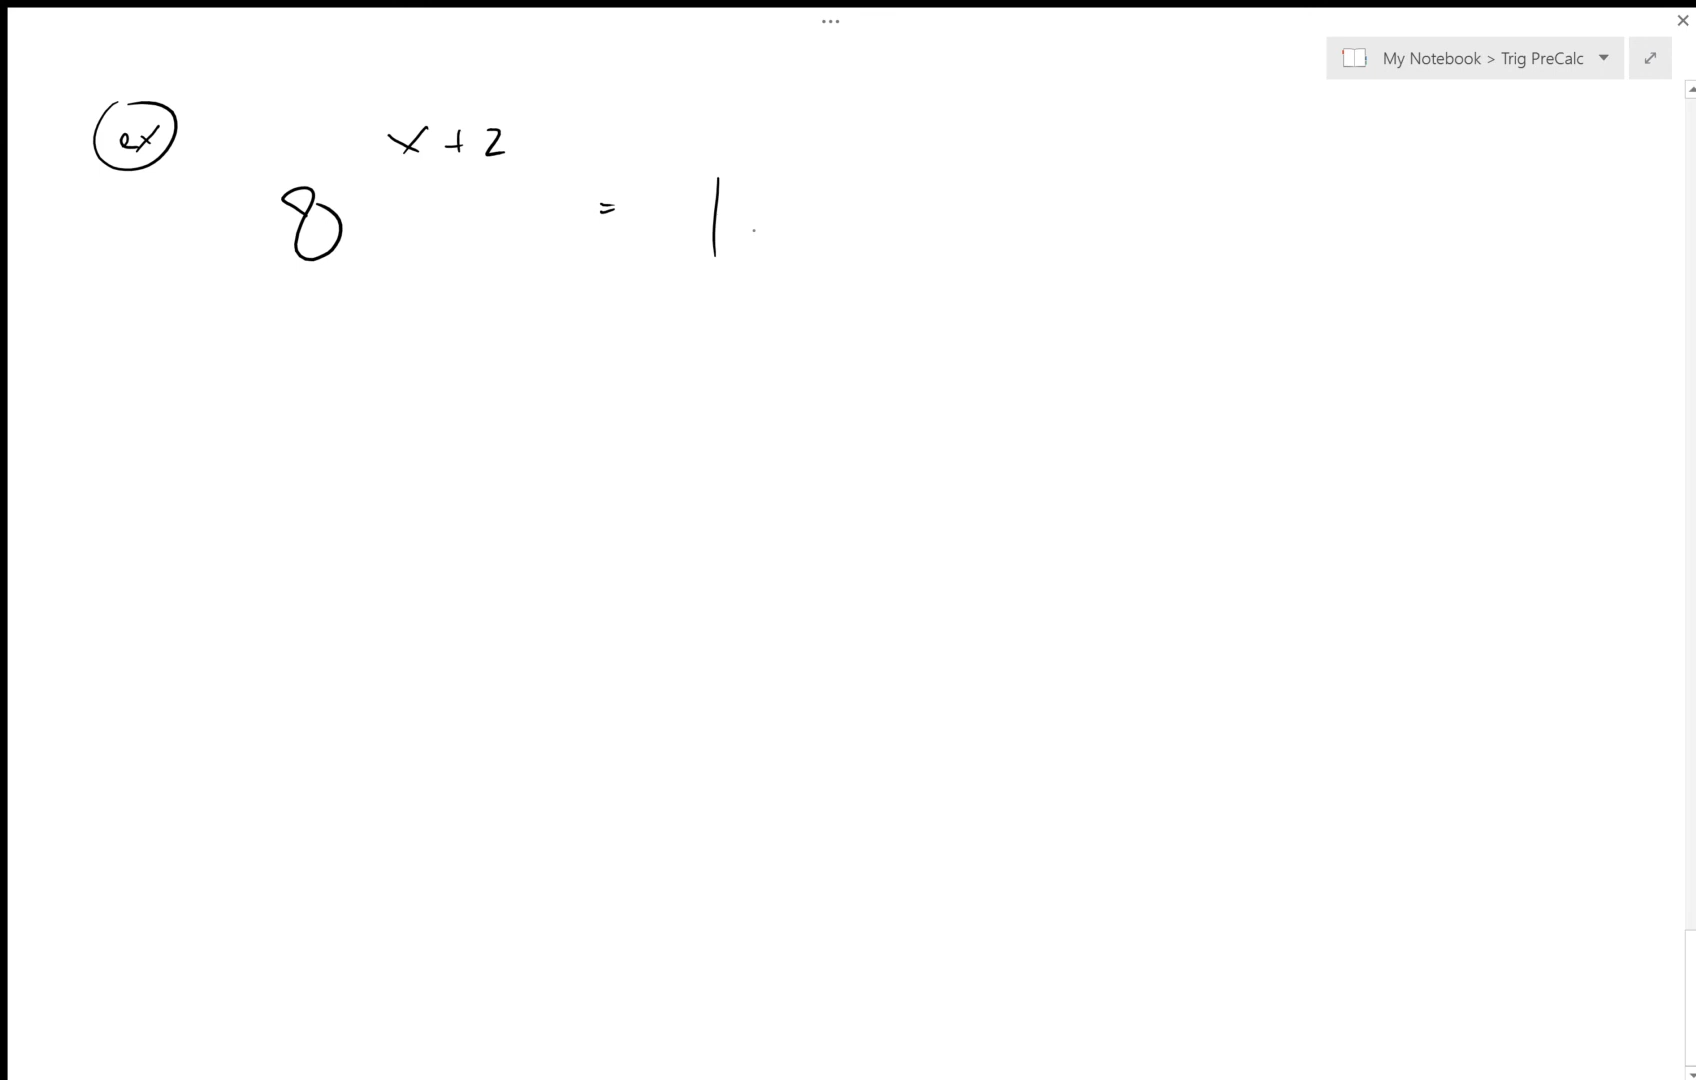 ...
My Notebook > Trig PreCalc
ex
x + 2
8 = 1